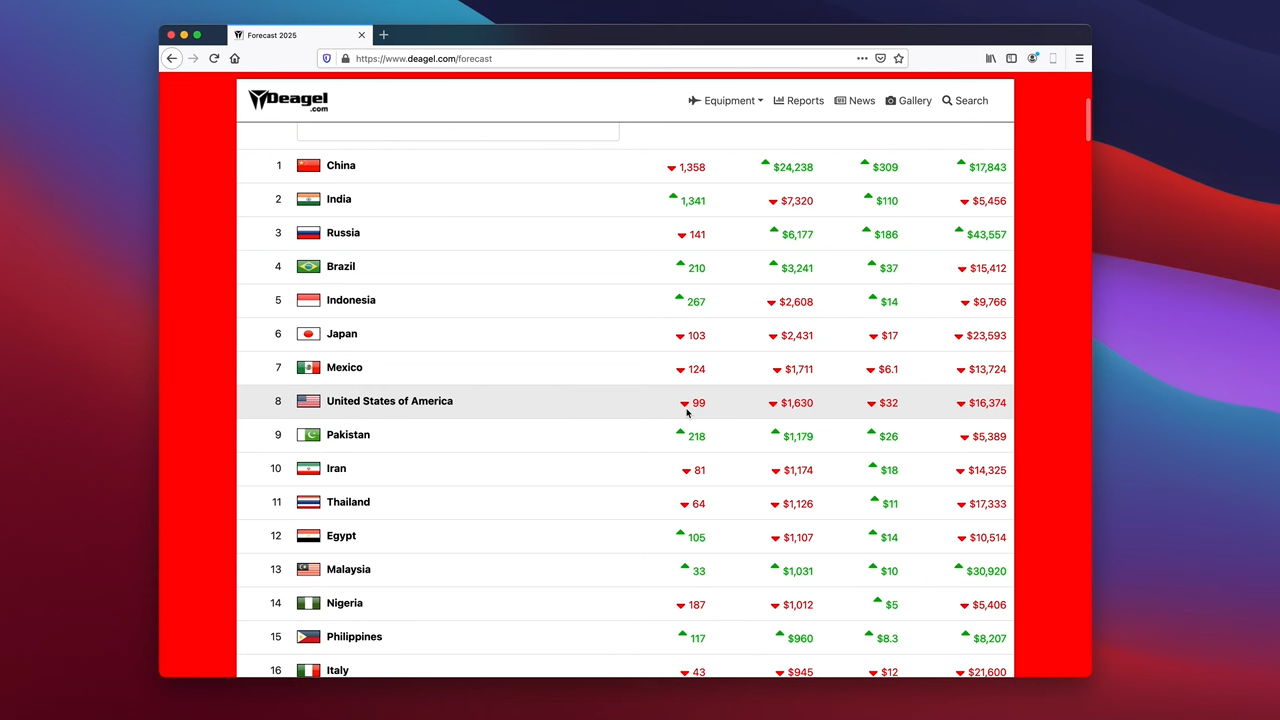 Forecast 2025
https://www.deagel.com/forecast
Deagel .com
Equipment Reports News Gallery Search
1 China 1,358 $24,238 $309 $17,843
2 India 1,341 $7,320 $110 $5,456
3 Russia 141 $6,177 $186 $43,557
4 Brazil 210 $3,241 $37 $15,412
5 Indonesia 267 $2,608 $14 $9,766
6 Japan 103 $2,431 $17 $23,593
7 Mexico 124 $1,711 $6.1 $13,724
8 United States of America 99 $1,630 $32 $16,374
9 Pakistan 218 $1,179 $26 $5,389
10 Iran 81 $1,174 $18 $14,325
11 Thailand 64 $1,126 $11 $17,333
12 Egypt 105 $1,107 $14 $10,514
13 Malaysia 33 $1,031 $10 $30,920
14 Nigeria 187 $1,012 $5 $5,406
15 Philippines 117 $960 $8.3 $8,207
16 Italy 43 $945 $12 $21,600